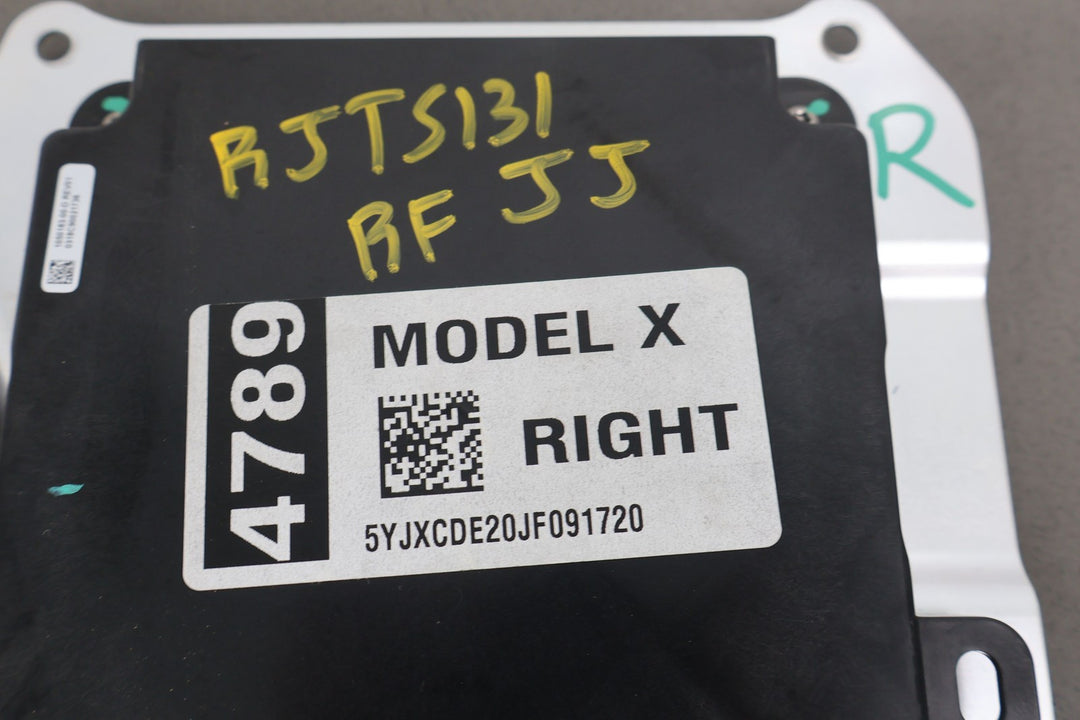 RJTS131
RF JJ
R
4789
MODEL X
RIGHT
5YJXCDE20JF091720